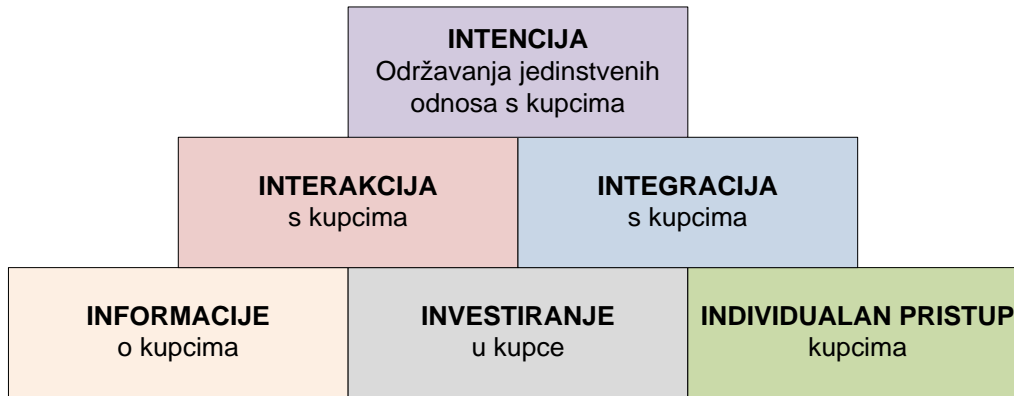 INTENCIJA
Održavanja jedinstvenih
odnosa s kupcima
INTERAKCIJA
s kupcima
INTEGRACIJA
s kupcima
INFORMACIJE
o kupcima
INVESTIRANJE
u kupce
INDIVIDUALAN PRISTUP
kupcima